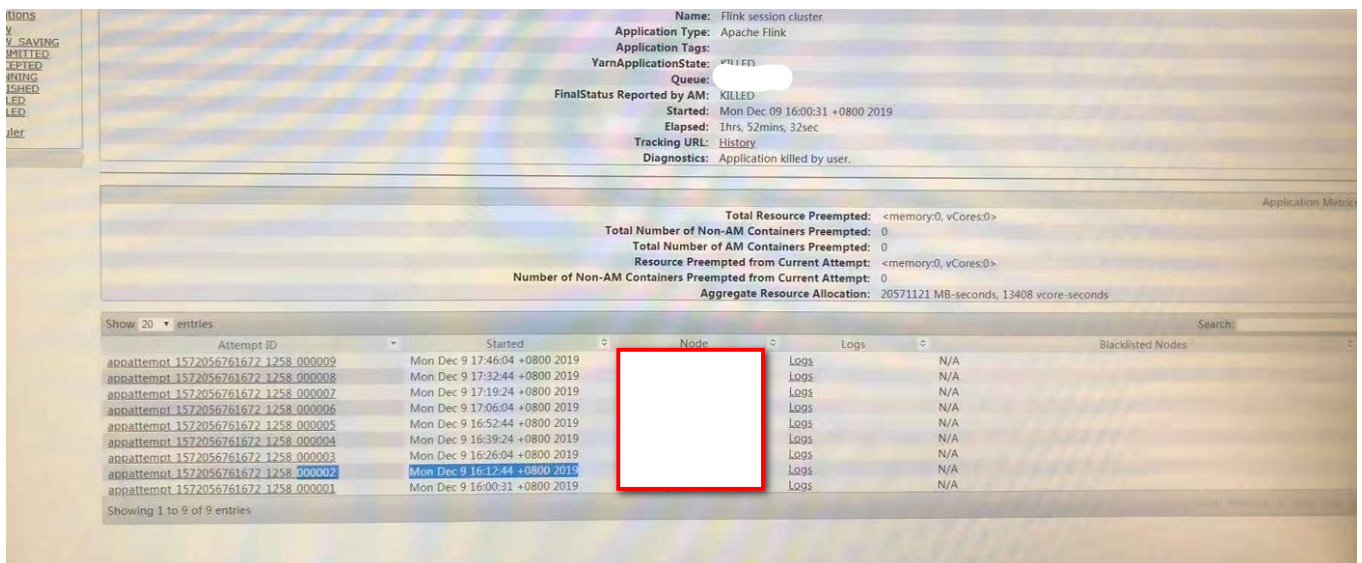 Name: Flink session cluster
Application Type: Apache Flink
Application Tags:
YarnApplicationState: KILLED
Queue:
FinalStatus Reported by AM: KILLED
Started: Mon Dec 09 16:00:31 +0800 2019
Elapsed: 1hrs, 52mins, 32sec
Tracking URL: History
Diagnostics: Application killed by user.
Application Metrics
Total Resource Preempted: <memory:0, vCores:0>
Total Number of Non-AM Containers Preempted: 0
Total Number of AM Containers Preempted: 0
Resource Preempted from Current Attempt: <memory:0, vCores:0>
Number of Non-AM Containers Preempted from Current Attempt: 0
Aggregate Resource Allocation: 20571121 MB-seconds, 13408 vcore-seconds
Show 20 entries Search:
Attempt ID Started Node Logs Blacklisted Nodes
appattempt_1572056761672_1258_000009 Mon Dec 9 17:46:04 +0800 2019 Logs N/A
appattempt_1572056761672_1258_000008 Mon Dec 9 17:32:44 +0800 2019 Logs N/A
appattempt_1572056761672_1258_000007 Mon Dec 9 17:19:24 +0800 2019 Logs N/A
appattempt_1572056761672_1258_000006 Mon Dec 9 17:06:04 +0800 2019 Logs N/A
appattempt_1572056761672_1258_000005 Mon Dec 9 16:52:44 +0800 2019 Logs N/A
appattempt_1572056761672_1258_000004 Mon Dec 9 16:39:24 +0800 2019 Logs N/A
appattempt_1572056761672_1258_000003 Mon Dec 9 16:26:04 +0800 2019 Logs N/A
appattempt_1572056761672_1258_000002 Mon Dec 9 16:12:44 +0800 2019 Logs N/A
appattempt_1572056761672_1258_000001 Mon Dec 9 16:00:31 +0800 2019 Logs N/A
Showing 1 to 9 of 9 entries